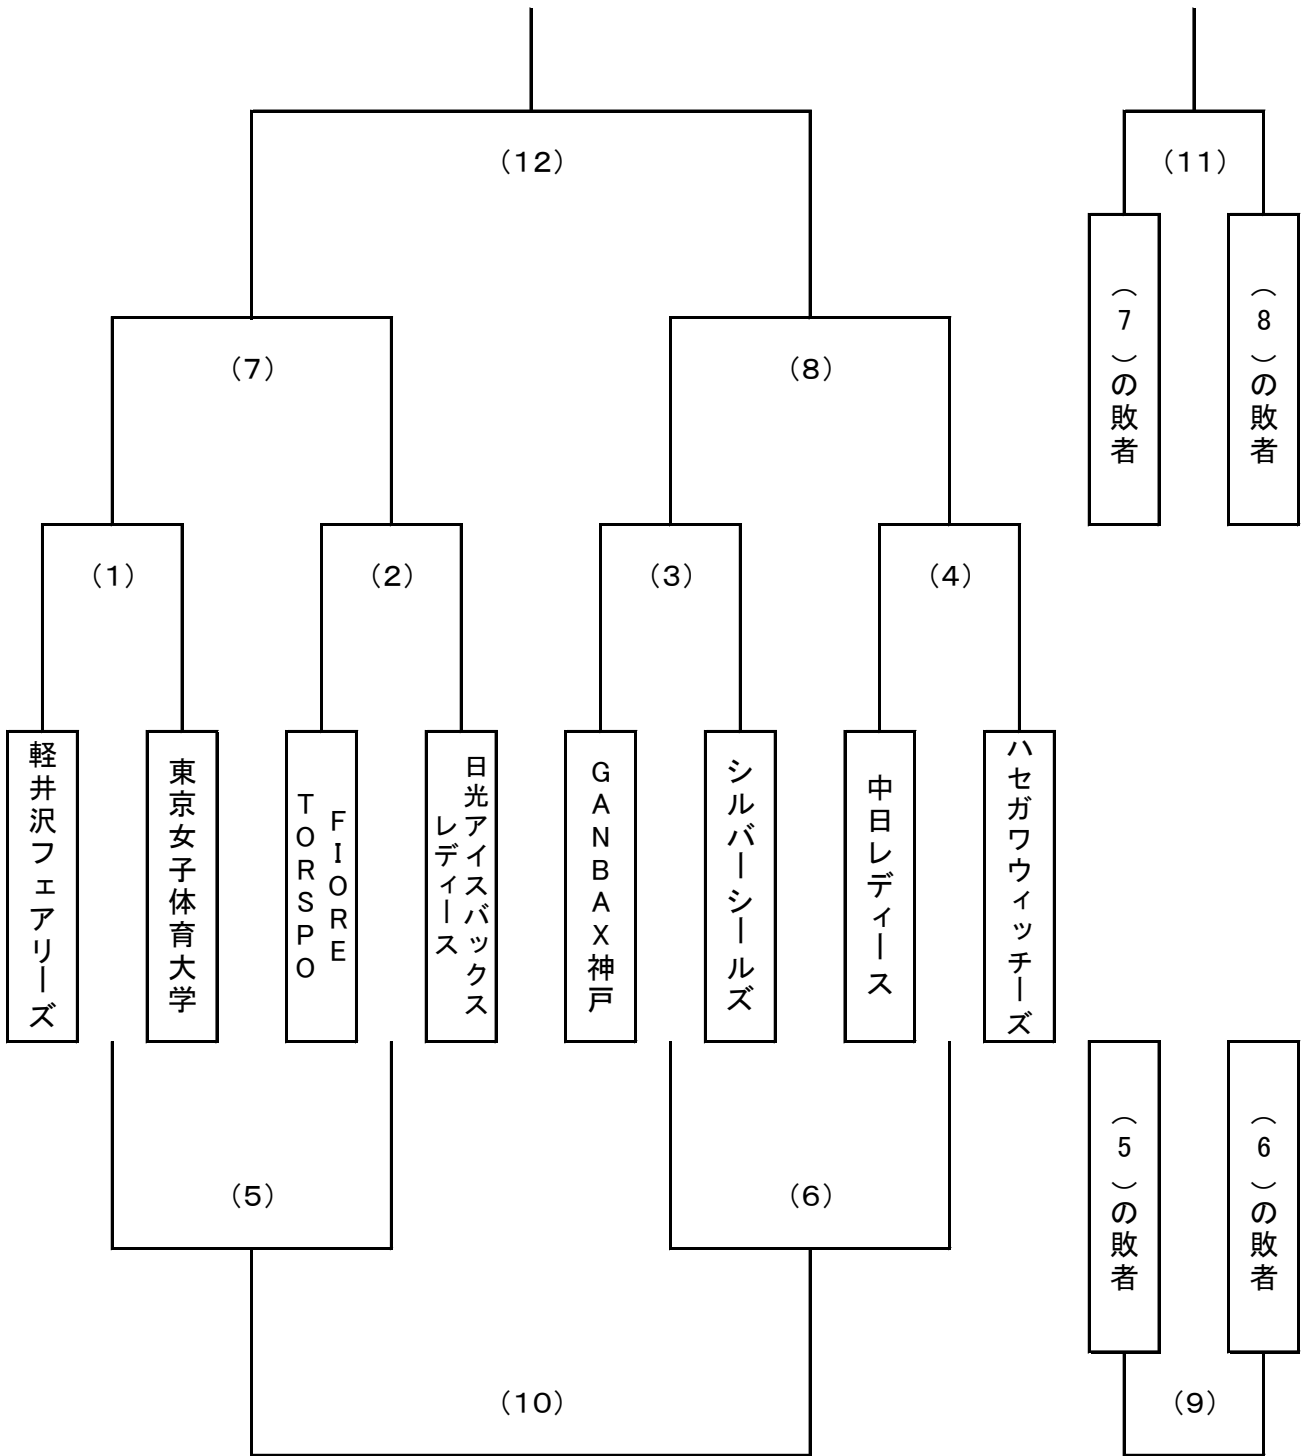 （12）
（11）
（7）の敗者
（8）の敗者
（7）
（8）
（1）
（2）
（3）
（4）
軽井沢フェアリーズ
東京女子体育大学
FIORE
TORSPO
日光アイスバックス
レディース
GANBAX神戸
シルバーシールズ
中日レディース
ハセガワウィッチーズ
（5）の敗者
（6）の敗者
（5）
（6）
（10）
（9）